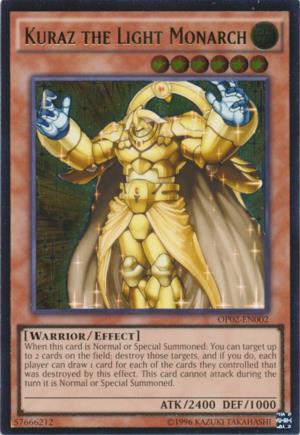 KURAZ THE LIGHT MONARCH
OP02-EN002
[WARRIOR/EFFECT]
When this card is Normal or Special Summoned: You can target
up to 2 cards on the field; destroy those targets, and if you do, each
player can draw 1 card for each of the cards they controlled that
was destroyed by this effect. This card cannot attack during the
turn it is Normal or Special Summoned.
ATK/2400 DEF/1000
57666212
©1996 KAZUKI TAKAHASHI